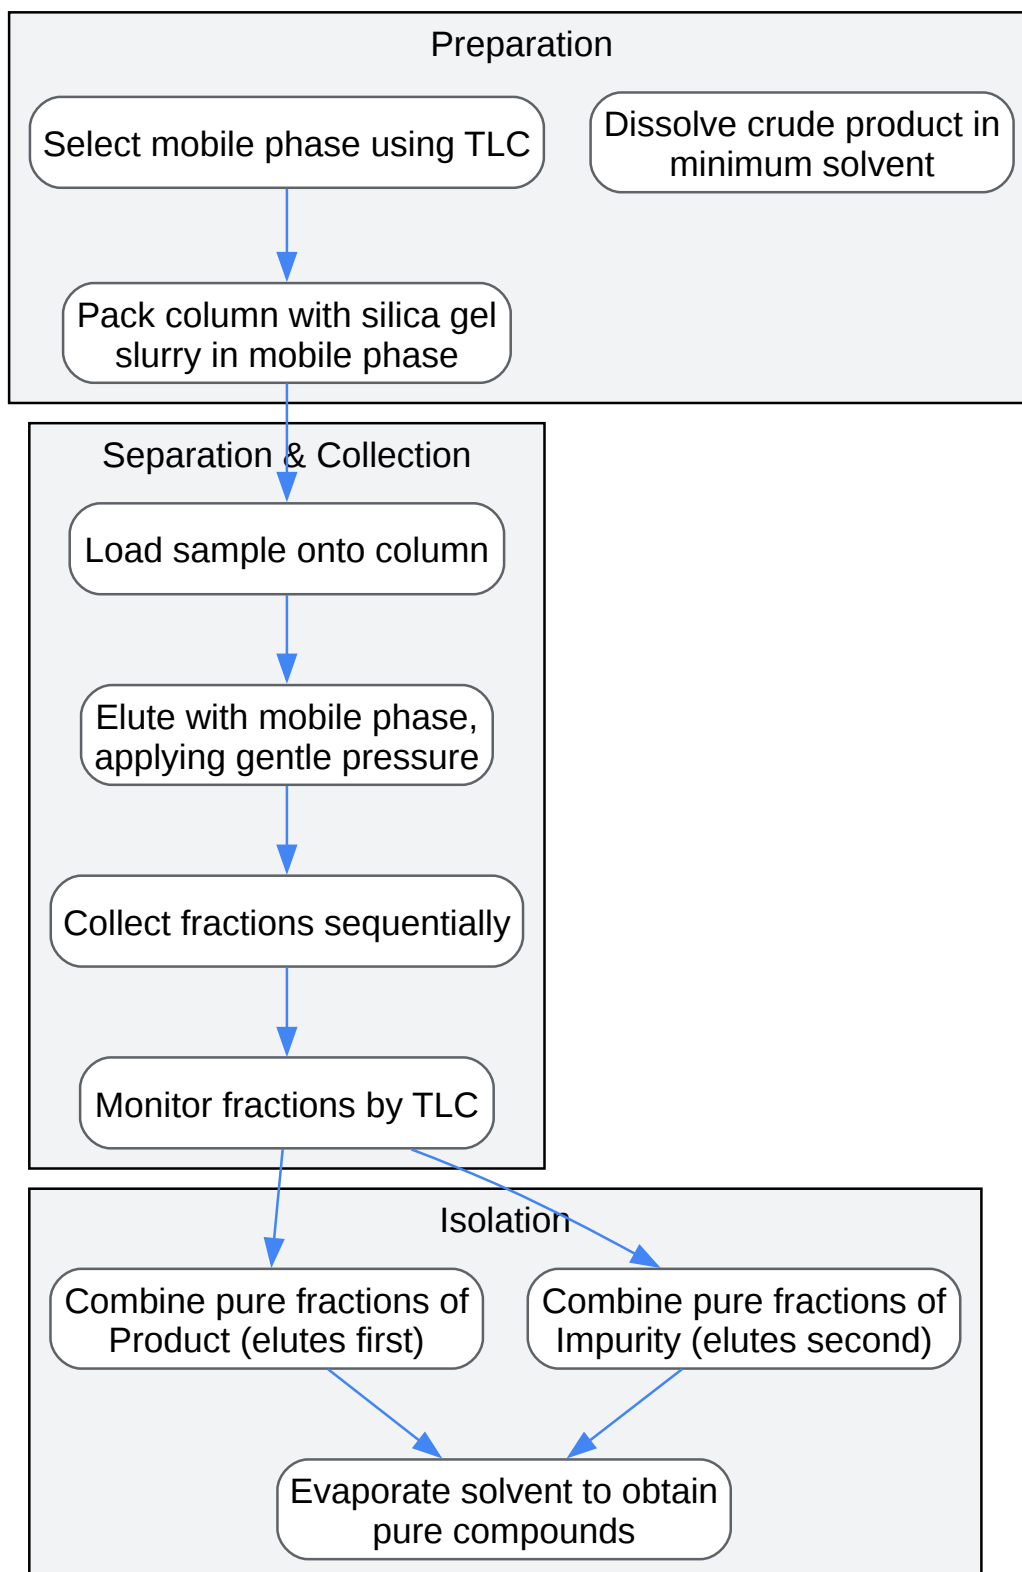 Preparation
Select mobile phase using TLC
Dissolve crude product in
minimum solvent
Pack column with silica gel
slurry in mobile phase
Separation & Collection
Load sample onto column
Elute with mobile phase,
applying gentle pressure
Collect fractions sequentially
Monitor fractions by TLC
Isolation
Combine pure fractions of
Product (elutes first)
Combine pure fractions of
Impurity (elutes second)
Evaporate solvent to obtain
pure compounds